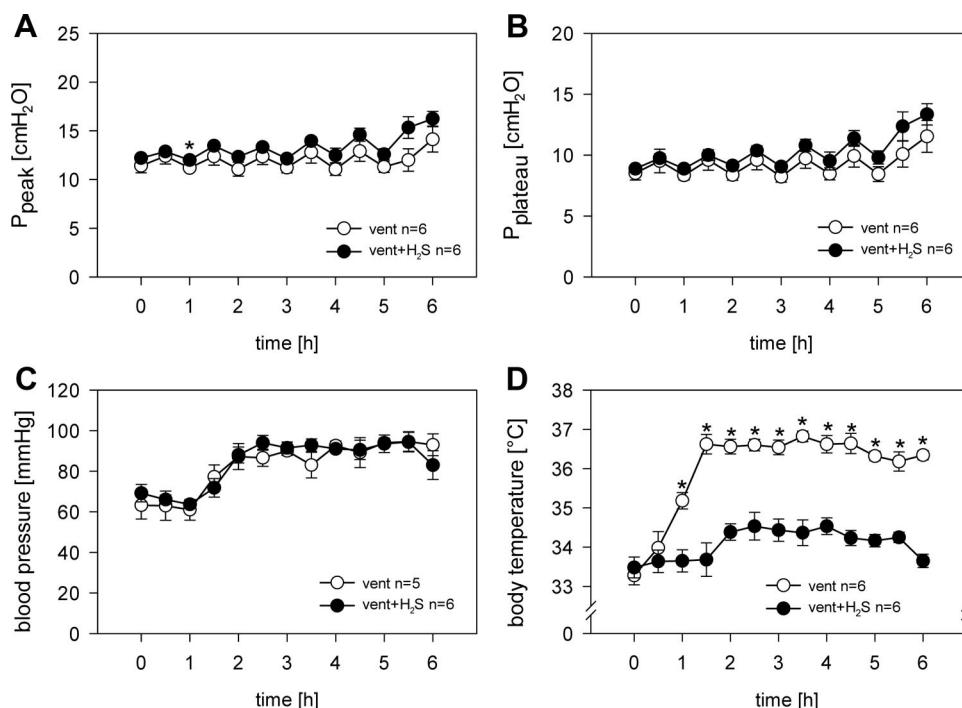 A
P peak [cmH₂O]
25
20
15
10
5
0
*
vent n=6
vent+H₂S n=6
0 1 2 3 4 5 6
time [h]
B
P plateau [cmH₂O]
20
15
10
5
0
vent n=6
vent+H₂S n=6
0 1 2 3 4 5 6
time [h]
C
blood pressure [mmHg]
120
100
80
60
40
20
0
vent n=5
vent+H₂S n=6
0 1 2 3 4 5 6
time [h]
D
body temperature [°C]
38
37
36
35
34
33
0
* * * * * * * * * * *
vent n=6
vent+H₂S n=6
0 1 2 3 4 5 6
time [h]